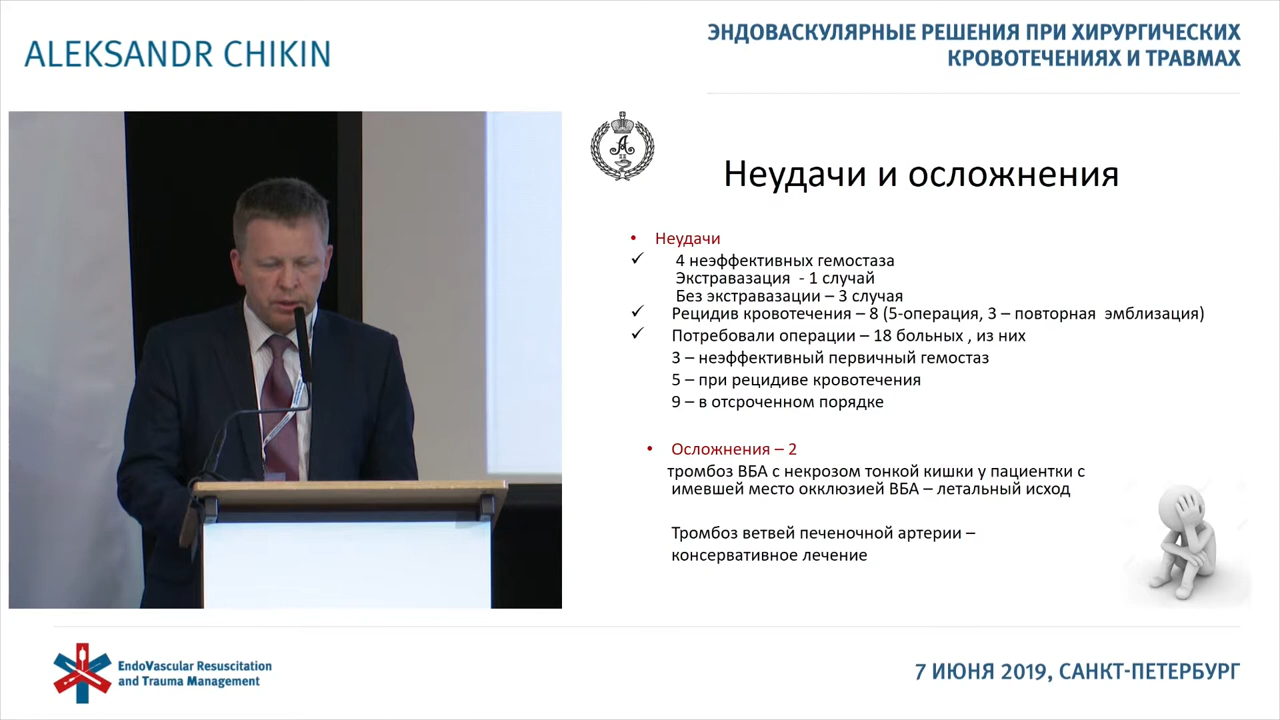 ALEKSANDR CHIKIN
ЭНДОВАСКУЛЯРНЫЕ РЕШЕНИЯ ПРИ ХИРУРГИЧЕСКИХ
КРОВОТЕЧЕНИЯХ И ТРАВМАХ
Неудачи и осложнения
• Неудачи
✓ 4 неэффективных гемостаза
Экстравазация - 1 случай
Без экстравазации – 3 случая
✓ Рецидив кровотечения – 8 (5-операция, 3 – повторная эмблизация)
✓ Потребовали операции – 18 больных , из них
3 – неэффективный первичный гемостаз
5 – при рецидиве кровотечения
9 – в отсроченном порядке
• Осложнения – 2
тромбоз ВБА с некрозом тонкой кишки у пациентки с
имевшей место окклюзией ВБА – летальный исход
Тромбоз ветвей печеночной артерии –
консервативное лечение
EndoVascular Resuscitation
and Trauma Management
7 ИЮНЯ 2019, САНКТ-ПЕТЕРБУРГ